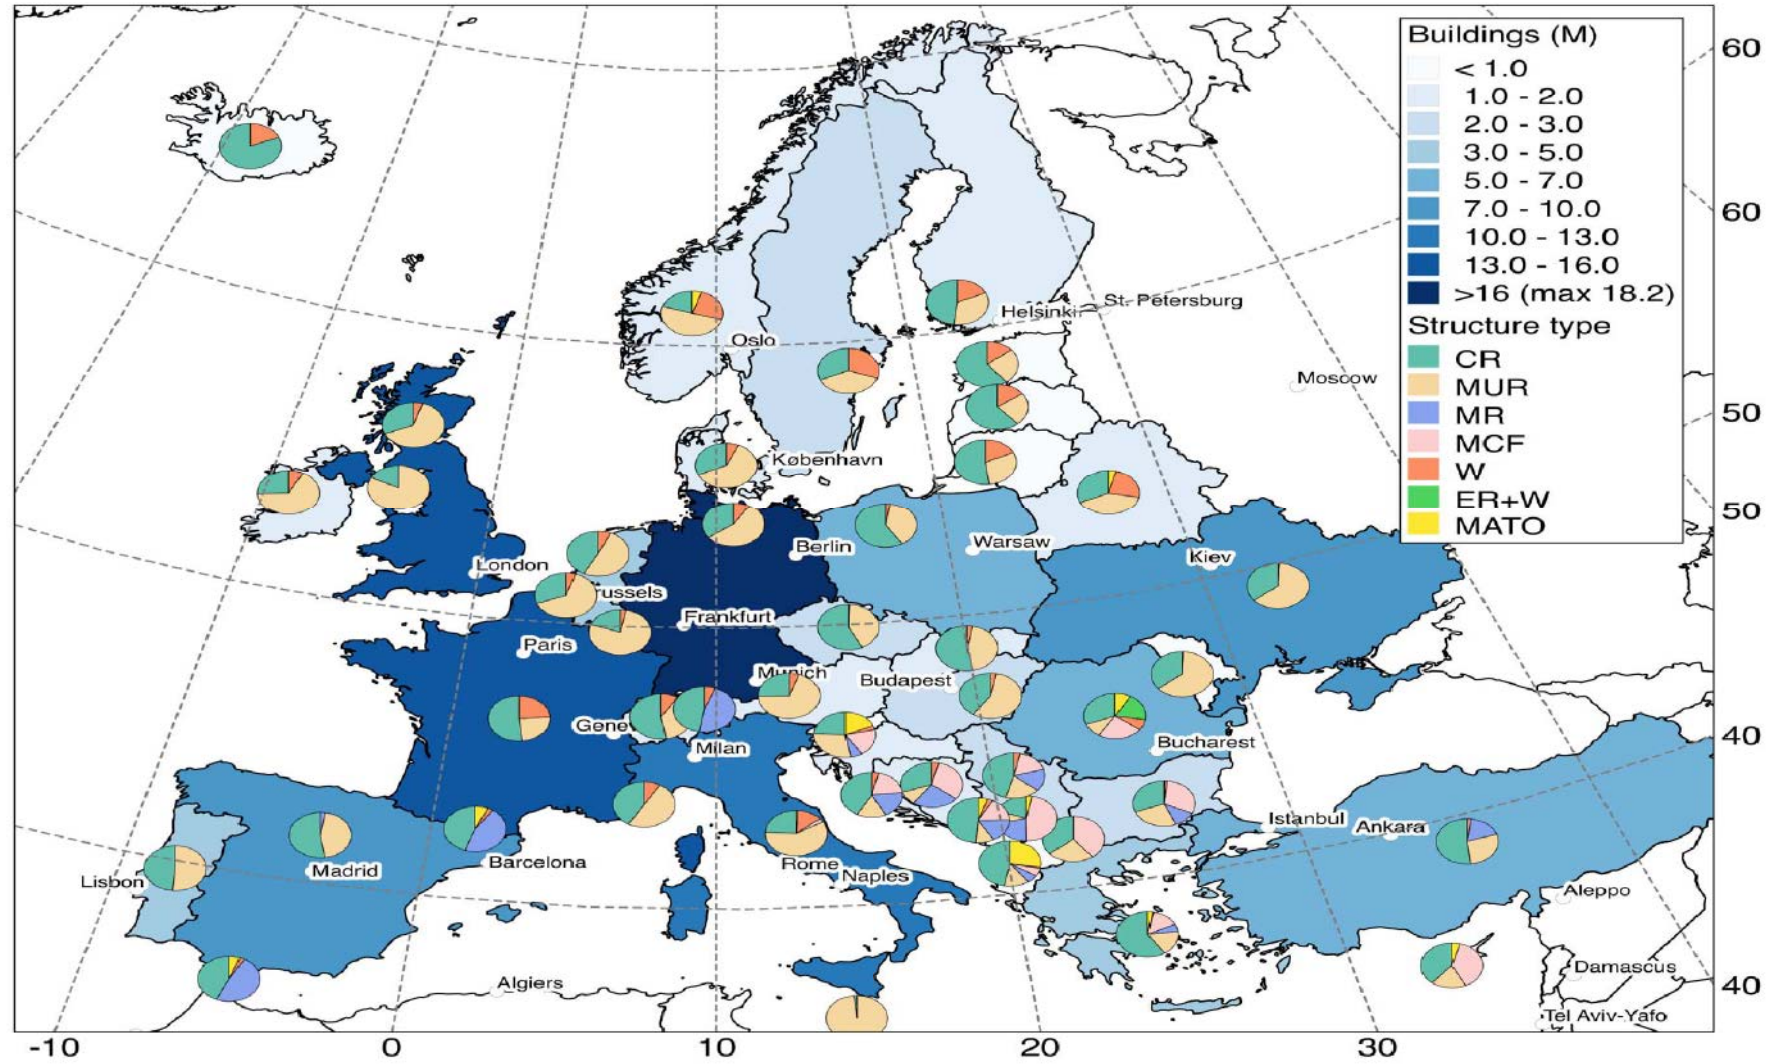 Buildings (M)
< 1.0
1.0 - 2.0
2.0 - 3.0
3.0 - 5.0
5.0 - 7.0
7.0 - 10.0
10.0 - 13.0
13.0 - 16.0
>16 (max 18.2)
Structure type
CR
MUR
MR
MCF
W
ER+W
MATO
60
60
50
50
40
40
St. Petersburg
Helsinki
Oslo
Moscow
København
Berlin
Warsaw
Kiev
London
russels
Frankfurt
Paris
Munich
Budapest
Gene
Milan
Bucharest
Istanbul
Ankara
Madrid
Barcelona
Rome
Naples
Lisbon
Aleppo
Algiers
Damascus
Tel Aviv-Yafo
-10
0
10
20
30